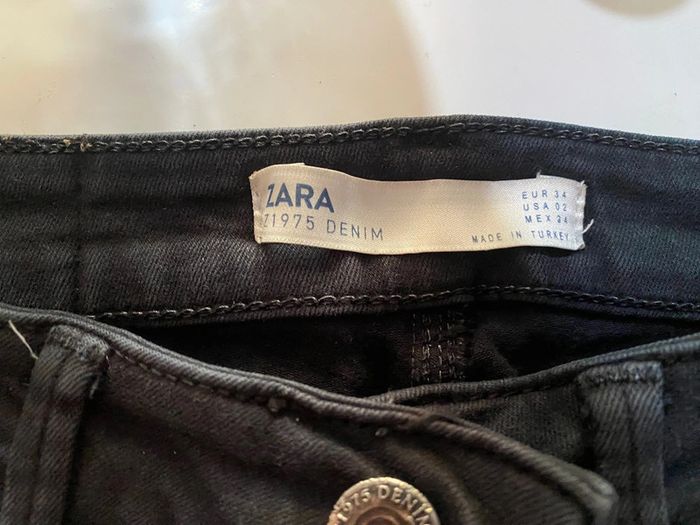 ZARA
Z1975 DENIM
EUR 34
USA 02
MEX 24
MADE IN TURKEY
1975 DENIM